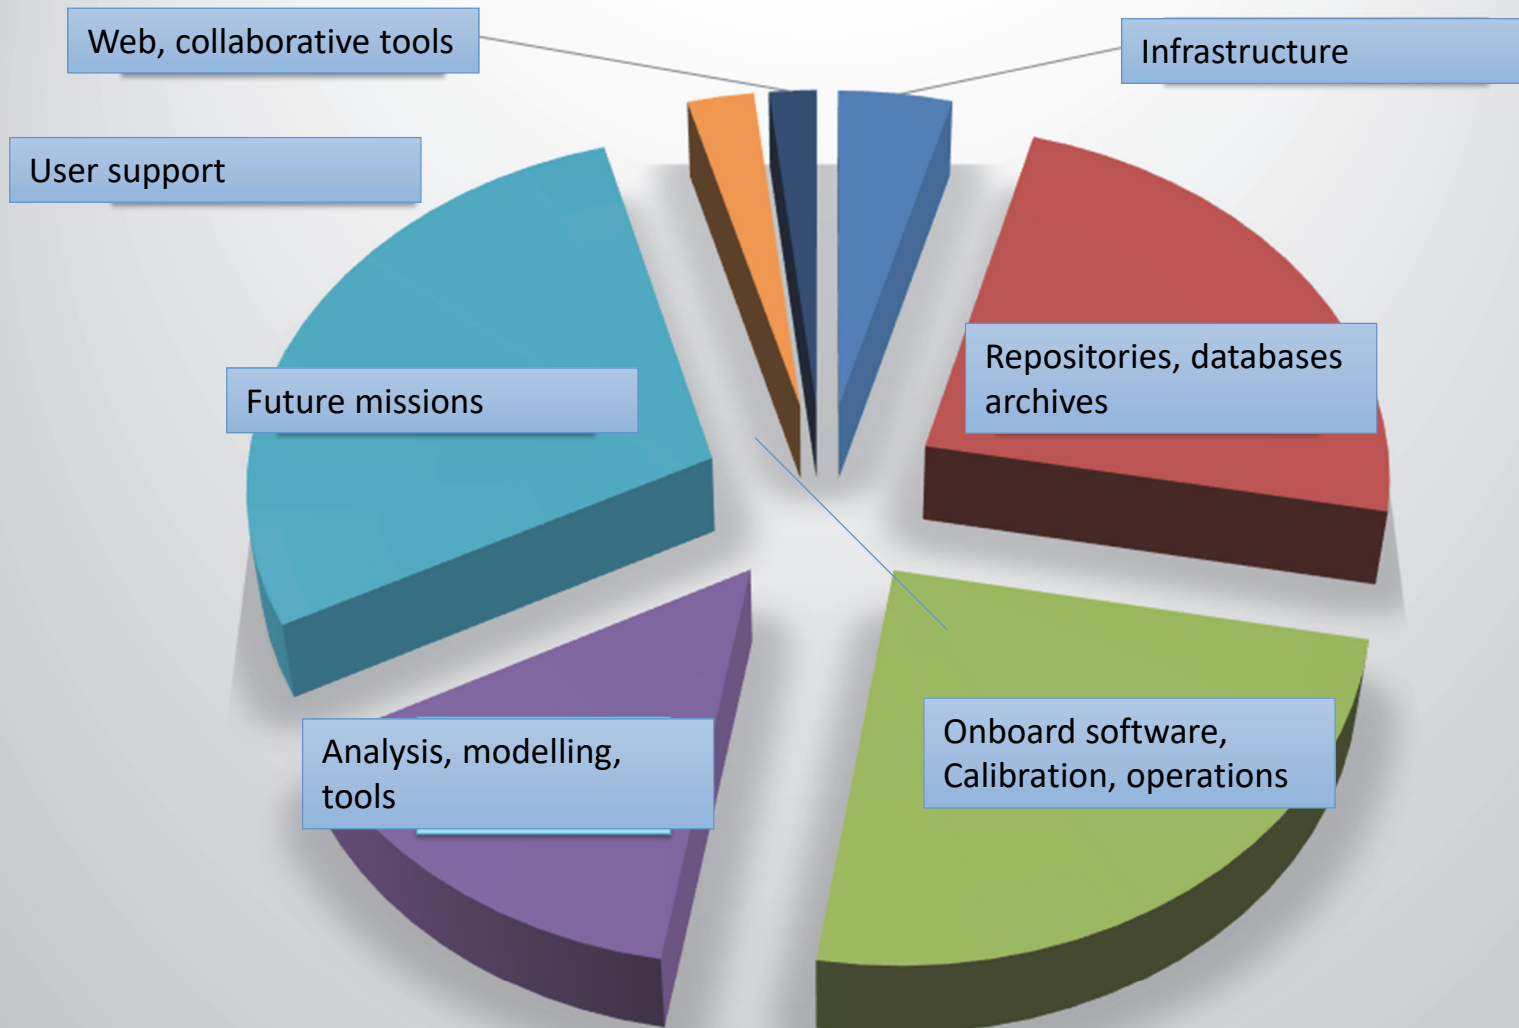 Web, collaborative tools
Infrastructure
User support
Repositories, databases
archives
Future missions
Onboard software,
Calibration, operations
Analysis, modelling,
tools